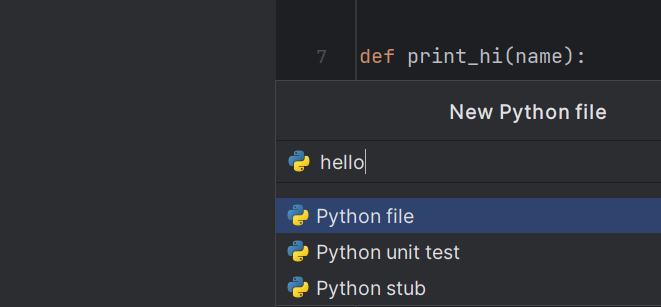 7 def print_hi(name):
New Python file
hello
Python file
Python unit test
Python stub